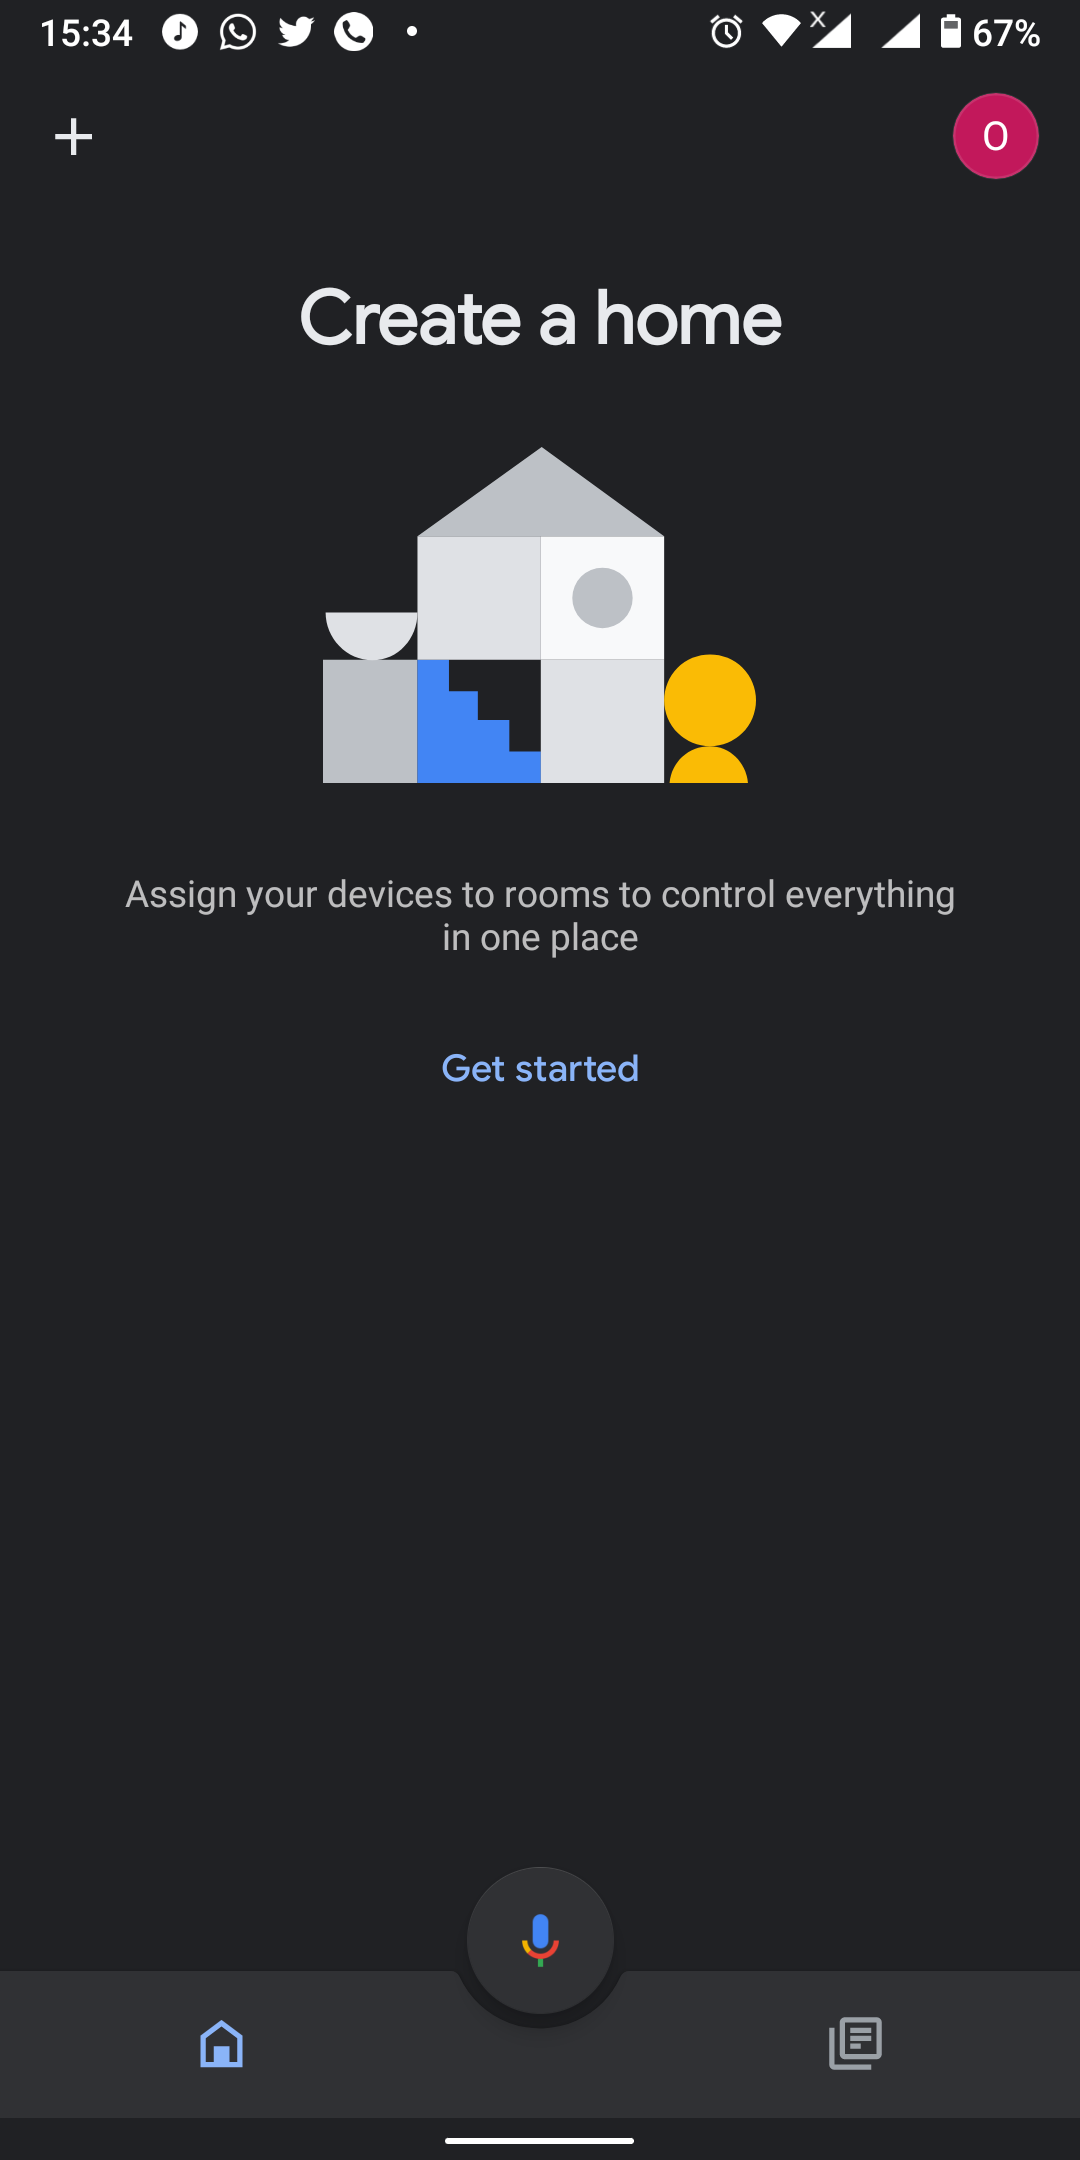 15:34
67%
O
Create a home
Assign your devices to rooms to control everything
in one place
Get started